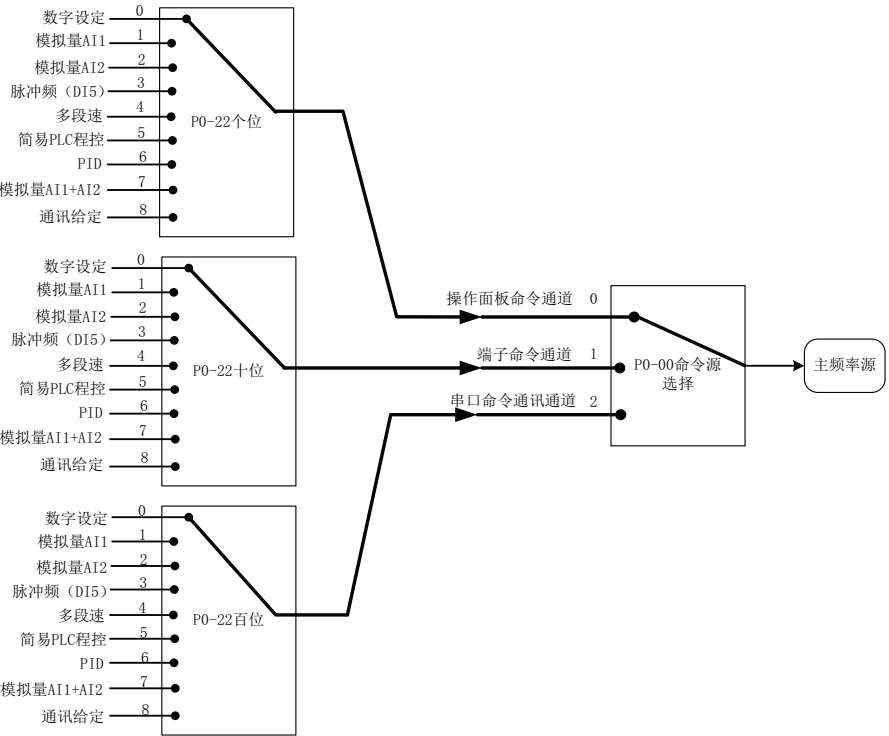 数字设定 0
模拟量AI1 1
模拟量AI2 2
脉冲频（DI5） 3
多段速 4
简易PLC程控 5
PID 6
模拟量AI1+AI2 7
通讯给定 8
P0-22个位
数字设定 0
模拟量AI1 1
模拟量AI2 2
脉冲频（DI5） 3
多段速 4
简易PLC程控 5
PID 6
模拟量AI1+AI2 7
通讯给定 8
P0-22十位
数字设定 0
模拟量AI1 1
模拟量AI2 2
脉冲频（DI5） 3
多段速 4
简易PLC程控 5
PID 6
模拟量AI1+AI2 7
通讯给定 8
P0-22百位
操作面板命令通道 0
端子命令通道 1
串口命令通讯通道 2
P0-00命令源
选择
主频率源